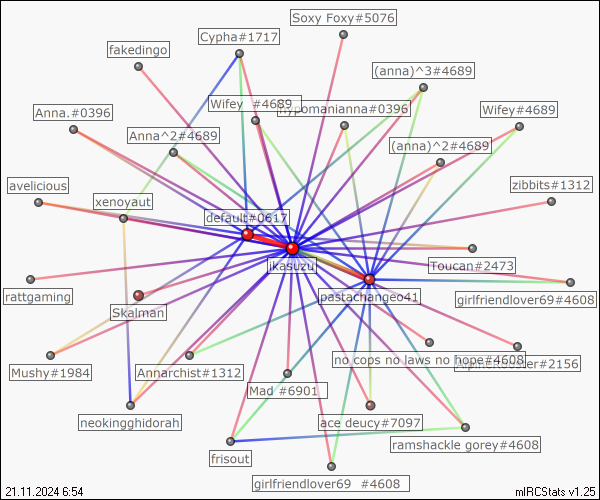 Soxy Foxy#5076
Cypha#1717
fakedingo
(anna)^3#4689
Wifey #4689
hypomanianna#0396
Wifey#4689
Anna.#0396
Anna^2#4689
(anna)^2#4689
avelicious
zibbits#1312
xenoyaut
default#0617
ikasuzu
Toucan#2473
rattgaming
pastachangeo41
girlfriendlover69#4608
Skalman
no cops no laws no hope#4608
#2156
Mushy#1984
Annarchist#1312
Mad #6901
neokingghidorah
ace deucy#7097
ramshackle gorey#4608
frisout
girlfriendlover69 #4608
21.11.2024 6:54
mIRCStats v1.25